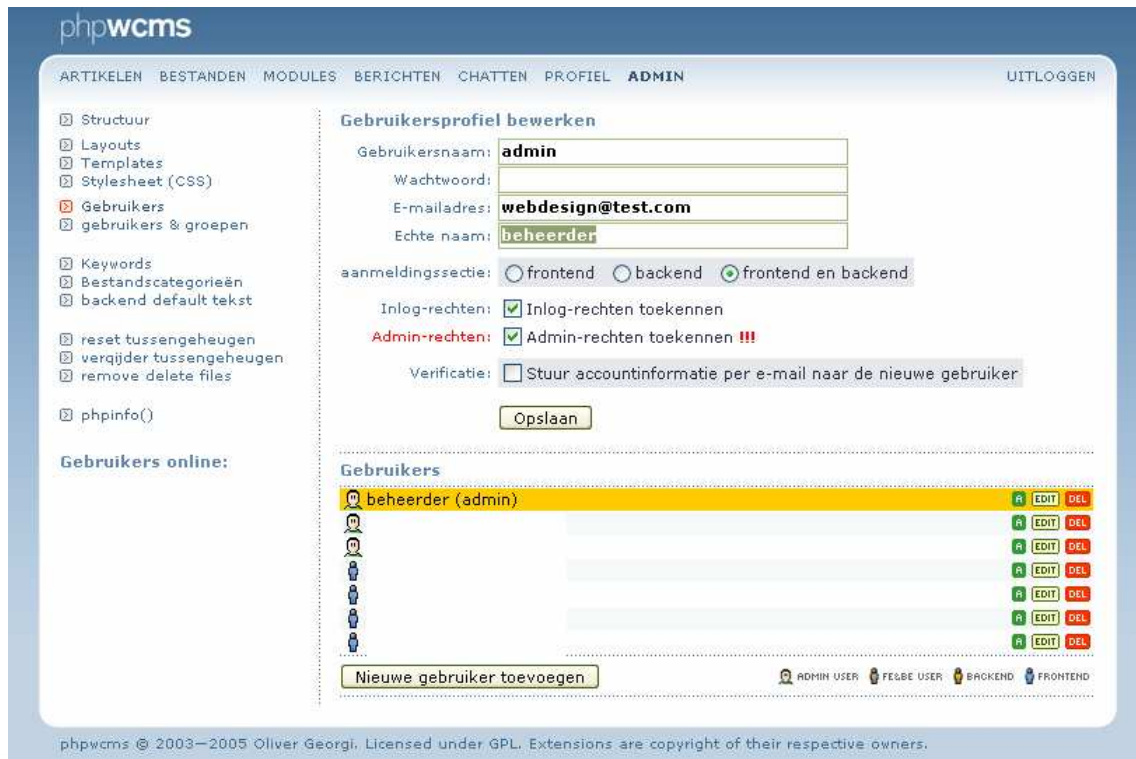 phpwcms
ARTIKELEN BESTANDEN MODULES BERICHTEN CHATTEN PROFIEL ADMIN UITLOGGEN
Structuur
Layouts
Templates
Stylesheet (CSS)
Gebruikers
gebruikers & groepen
Keywords
Bestandscategorieën
backend default tekst
reset tussengeheugen
verqijder tussengeheugen
remove delete files
phpinfo()
Gebruikers online:
Gebruikersprofiel bewerken
Gebruikersnaam: admin
Wachtwoord:
E-mailadres: webdesign@test.com
Echte naam: beheerder
aanmeldingssectie: frontend backend frontend en backend
Inlog-rechten: Inlog-rechten toekennen
Admin-rechten: Admin-rechten toekennen !!!
Verificatie: Stuur accountinformatie per e-mail naar de nieuwe gebruiker
Opslaan
Gebruikers
beheerder (admin) A EDIT DEL
A EDIT DEL
A EDIT DEL
A EDIT DEL
A EDIT DEL
A EDIT DEL
A EDIT DEL
Nieuwe gebruiker toevoegen ADMIN USER FE&BE USER BACKEND FRONTEND
phpwcms © 2003—2005 Oliver Georgi. Licensed under GPL. Extensions are copyright of their respective owners.